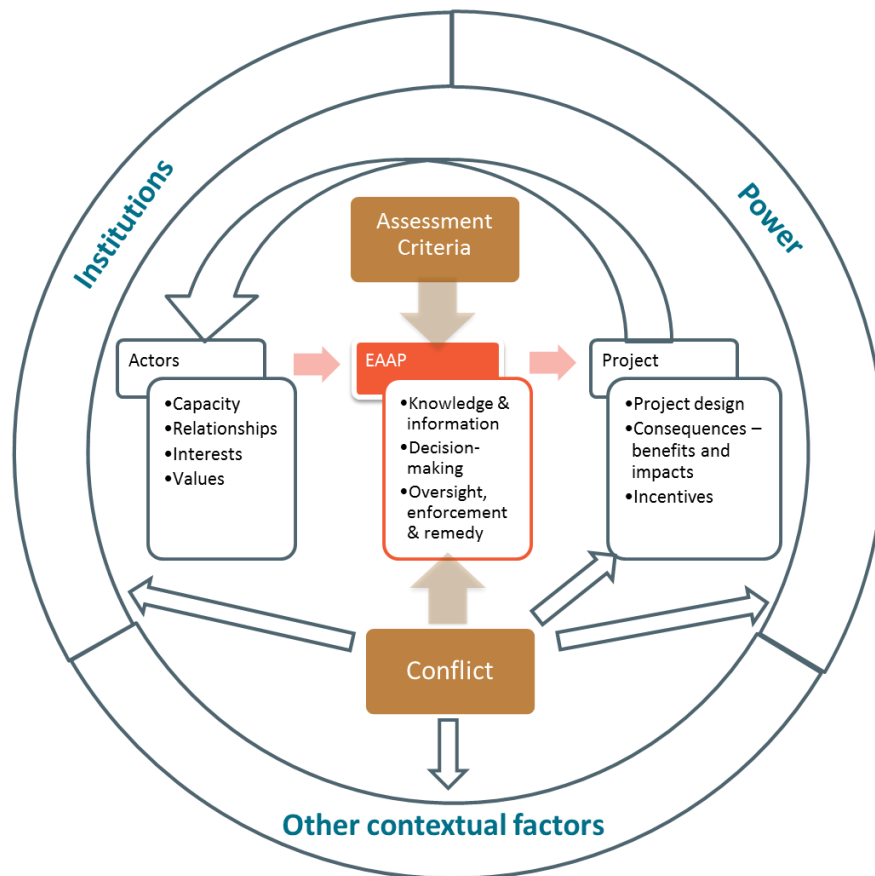 Institutions
Power
Assessment
Criteria
Actors
•Capacity
•Relationships
•Interests
•Values
EAAP
•Knowledge &
information
•Decision-
making
•Oversight,
enforcement
& remedy
Project
•Project design
•Consequences –
benefits and
impacts
•Incentives
Conflict
Other contextual factors